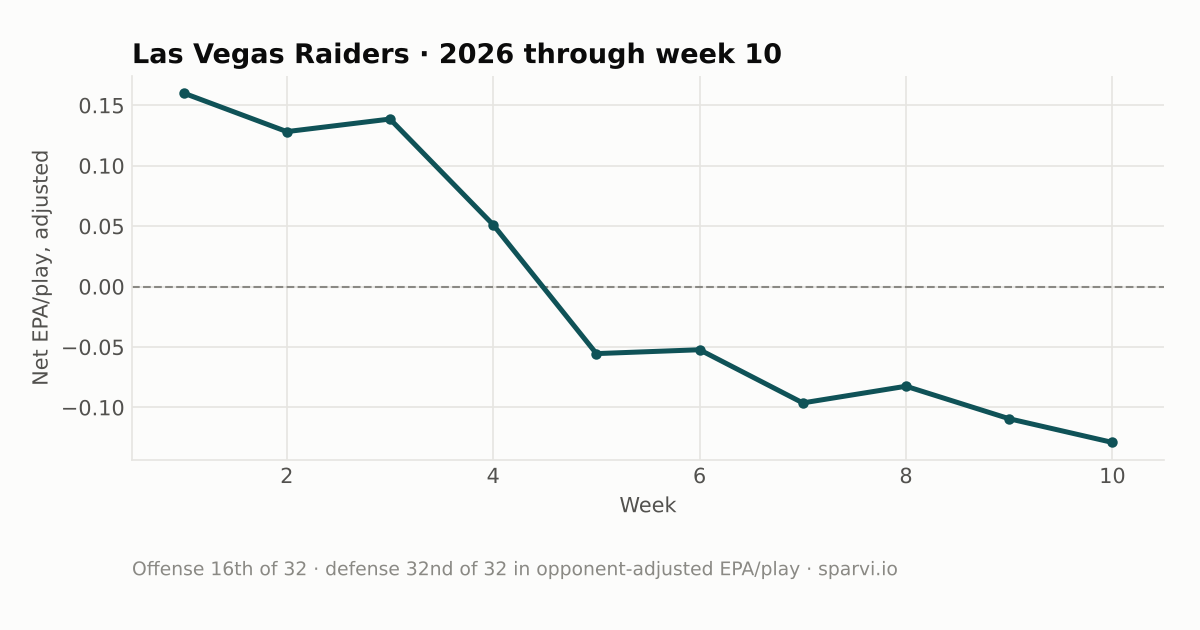 Las Vegas Raiders · 2026 through week 10
Net EPA/play, adjusted
0.15
0.10
0.05
0.00
−0.05
−0.10
2 4 6 8 10
Week
Offense 16th of 32 · defense 32nd of 32 in opponent-adjusted EPA/play · sparvi.io